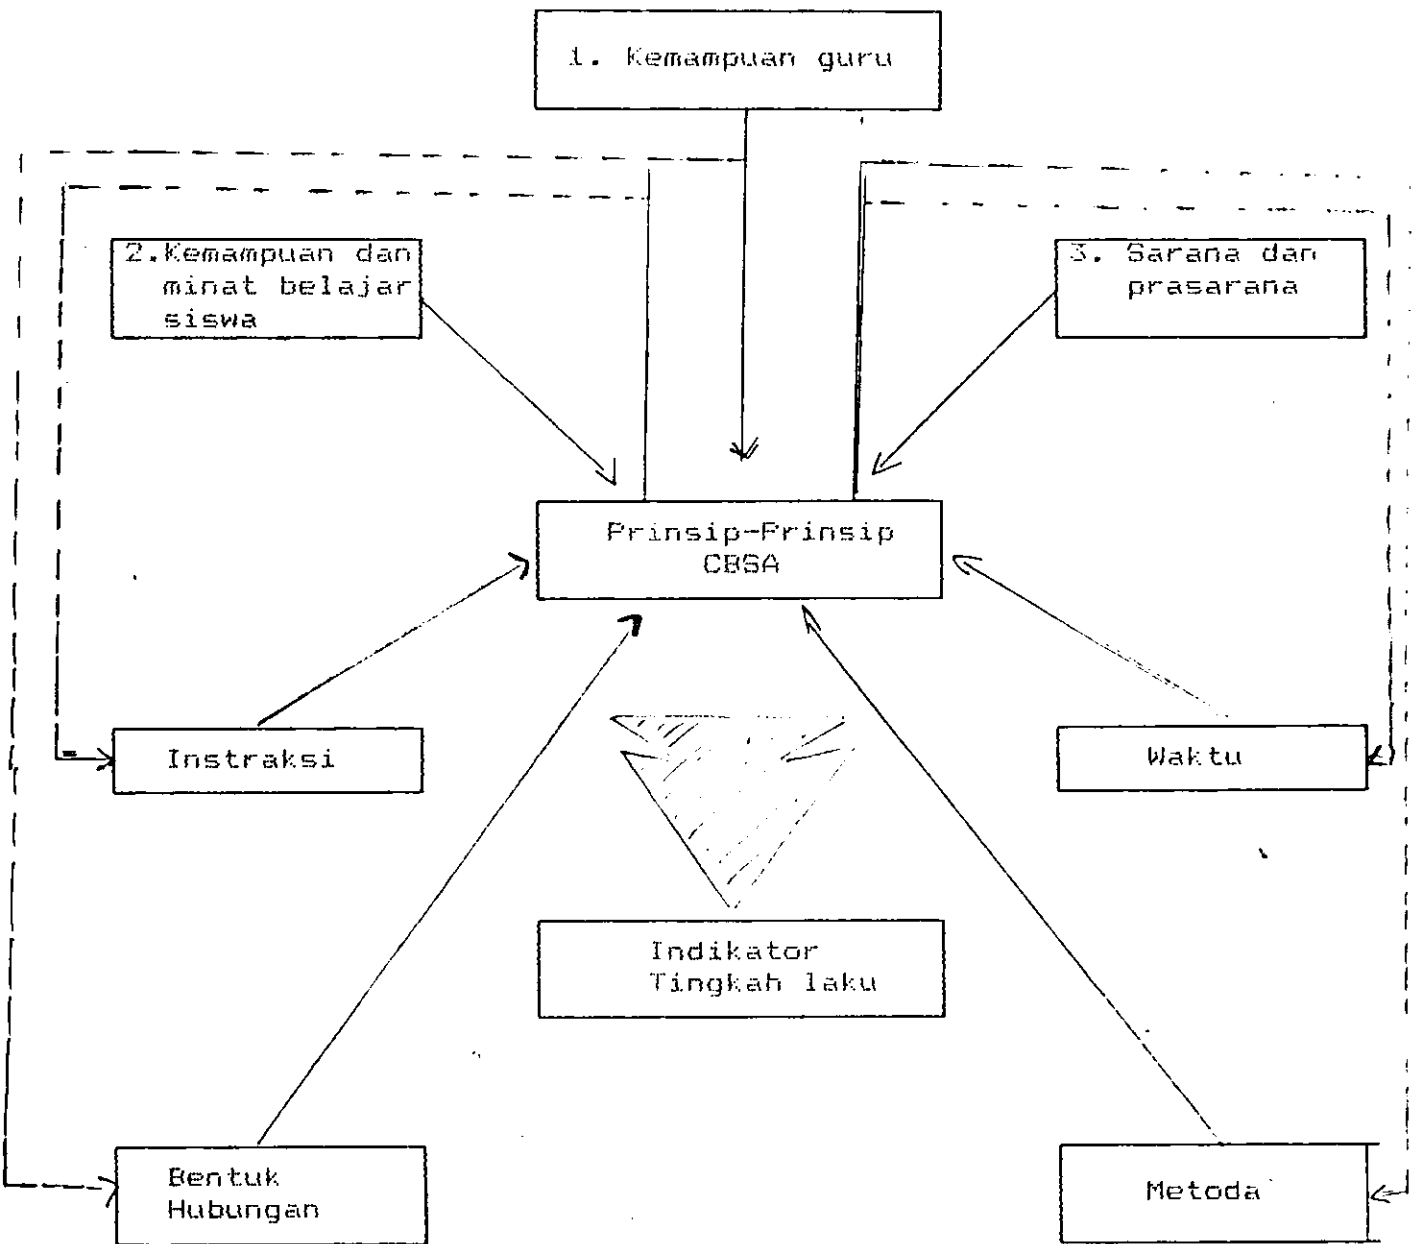 1. Kemampuan guru
2.Kemampuan dan
minat belajar
siswa
3. Sarana dan
prasarana
Prinsip-Prinsip
CBSA
Instraksi
Waktu
Indikator
Tingkah laku
Bentuk
Hubungan
Metoda